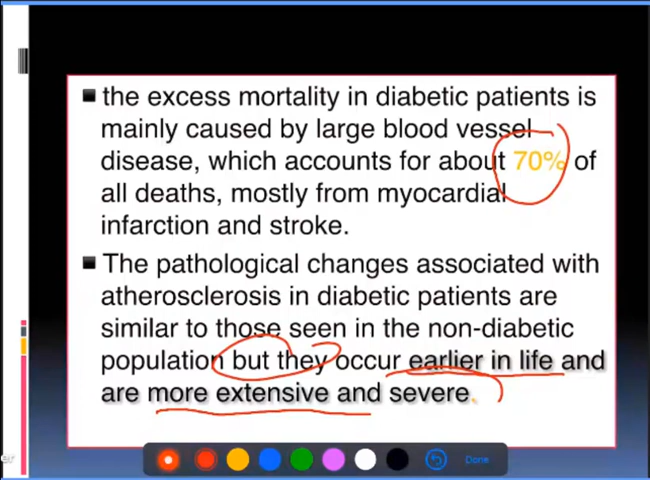 ■ the excess mortality in diabetic patients is
mainly caused by large blood vessel
disease, which accounts for about 70% of
all deaths, mostly from myocardial
infarction and stroke.
■ The pathological changes associated with
atherosclerosis in diabetic patients are
similar to those seen in the non-diabetic
population but they occur earlier in life and
are more extensive and severe.
Done